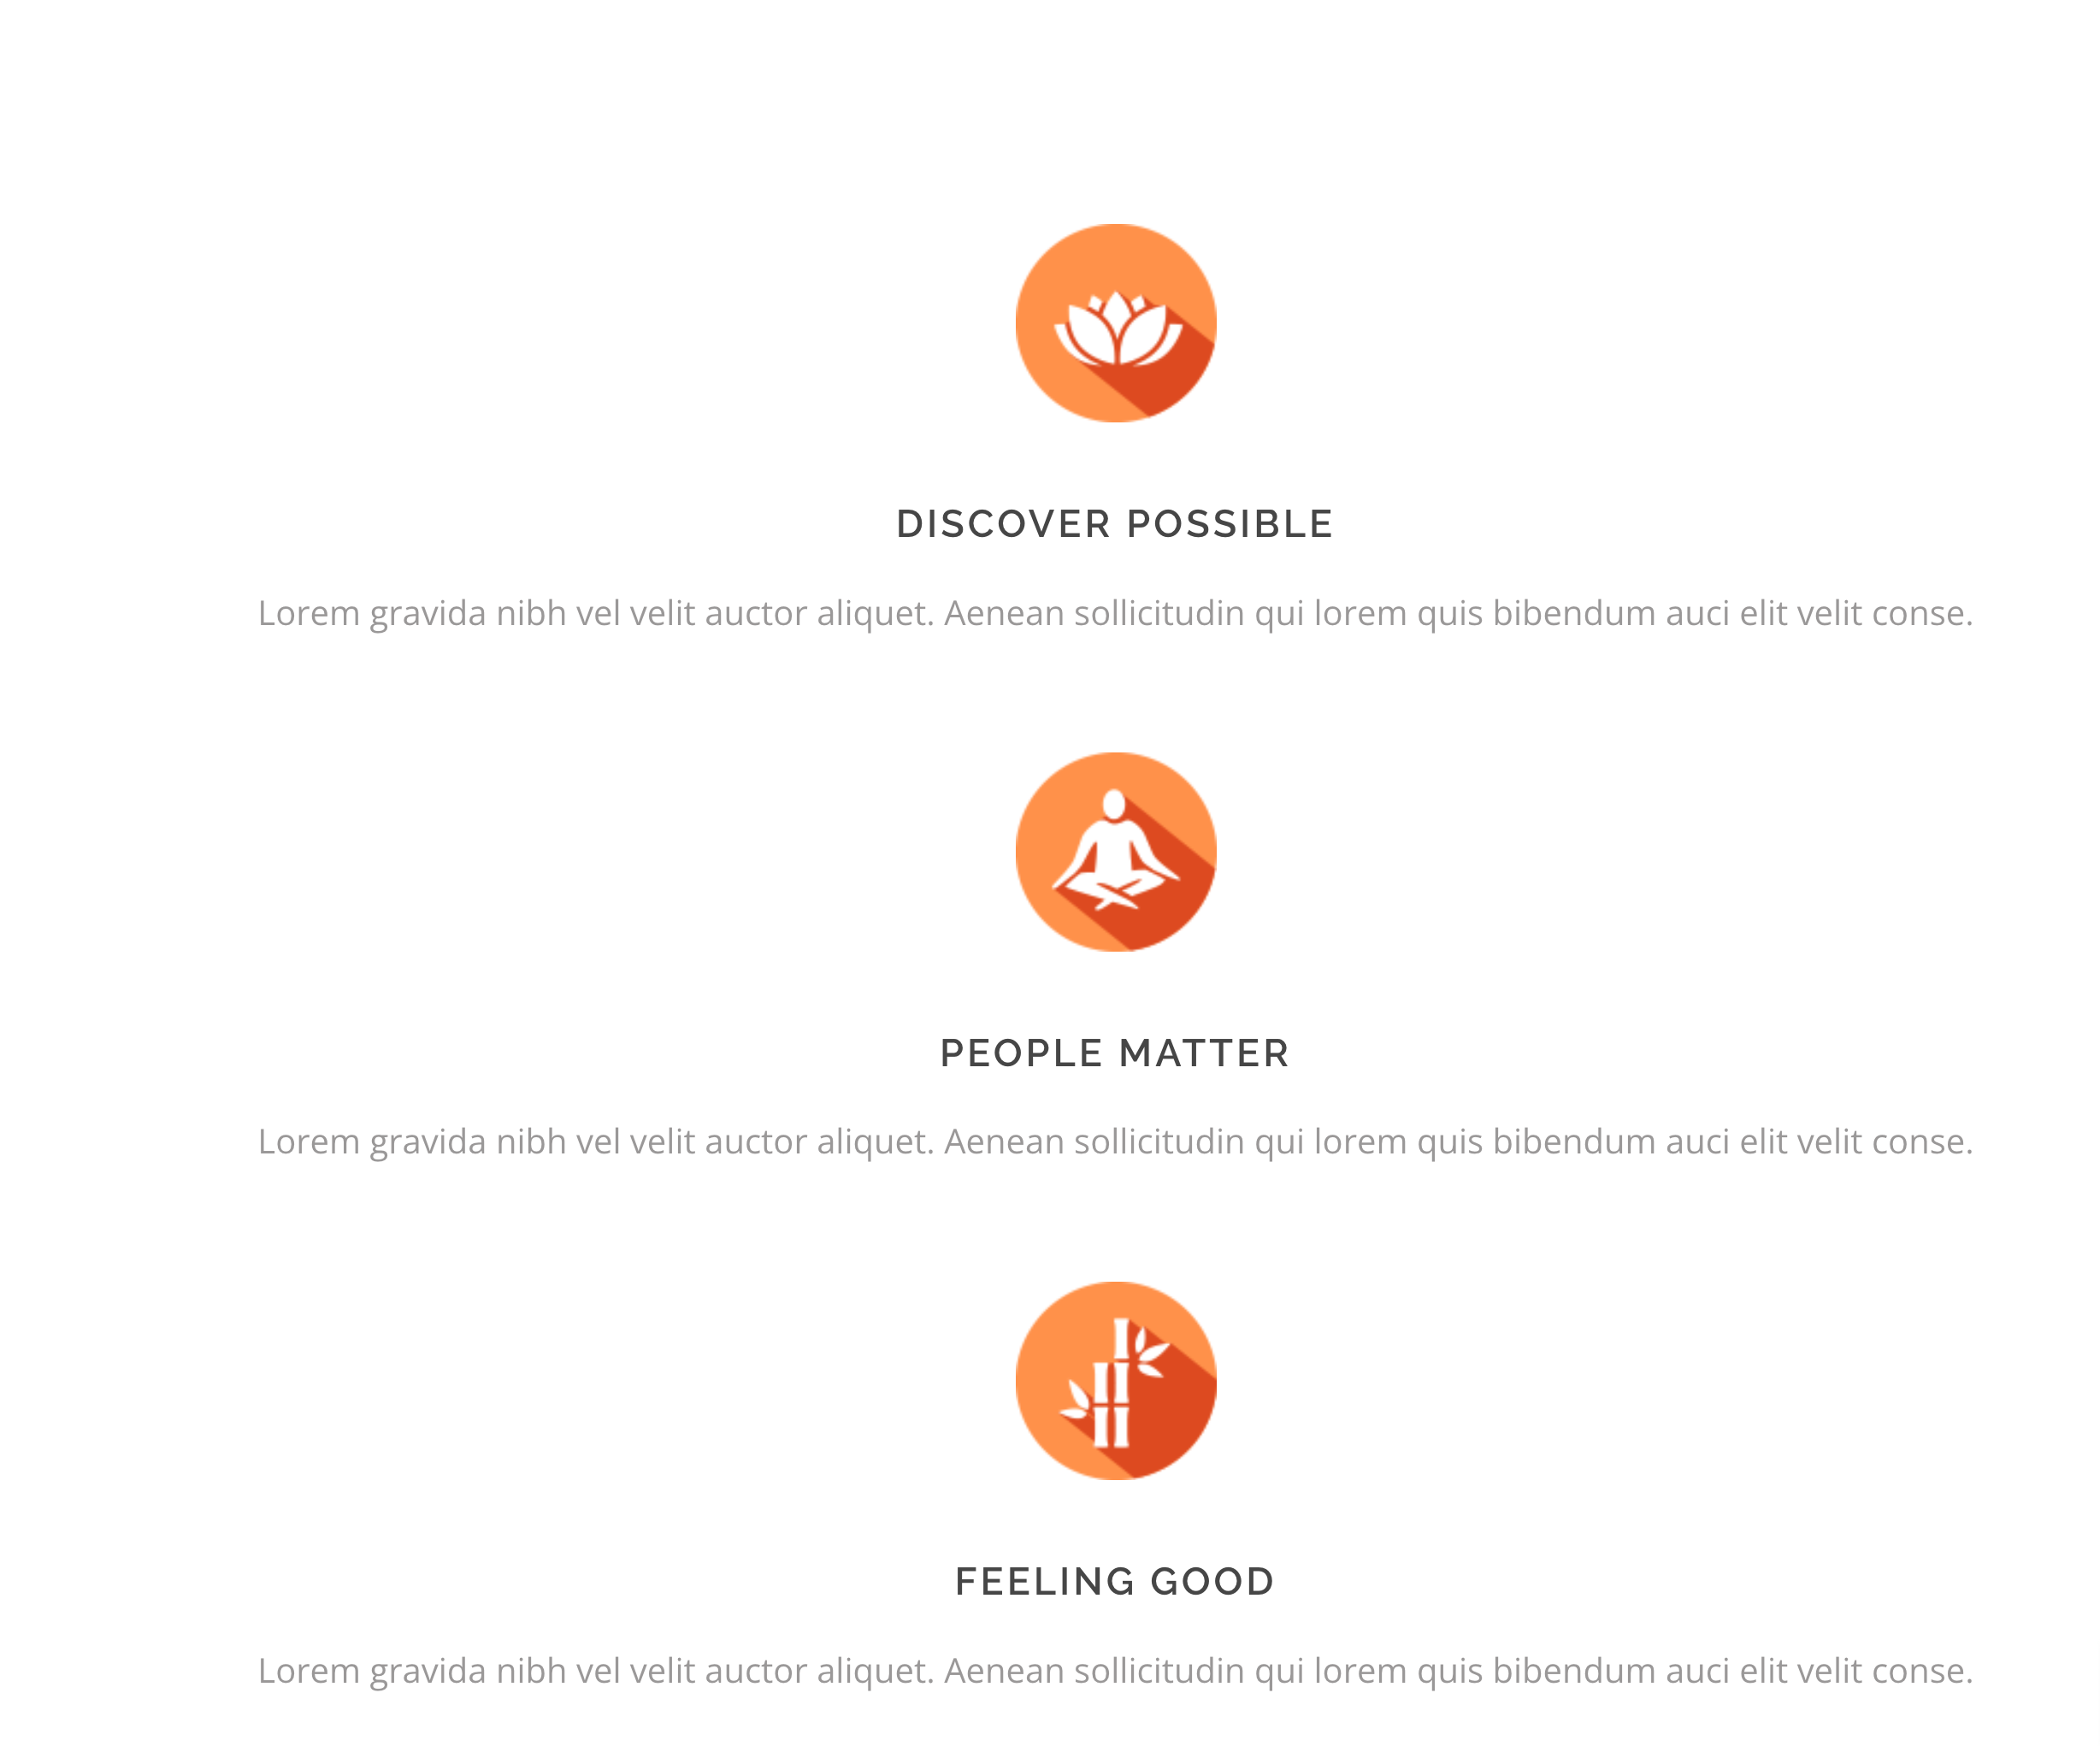 DISCOVER POSSIBLE
Lorem gravida nibh vel velit auctor aliquet. Aenean sollicitudin qui lorem quis bibendum auci elit velit conse.
PEOPLE MATTER
Lorem gravida nibh vel velit auctor aliquet. Aenean sollicitudin qui lorem quis bibendum auci elit velit conse.
FEELING GOOD
Lorem gravida nibh vel velit auctor aliquet. Aenean sollicitudin qui lorem quis bibendum auci elit velit conse.